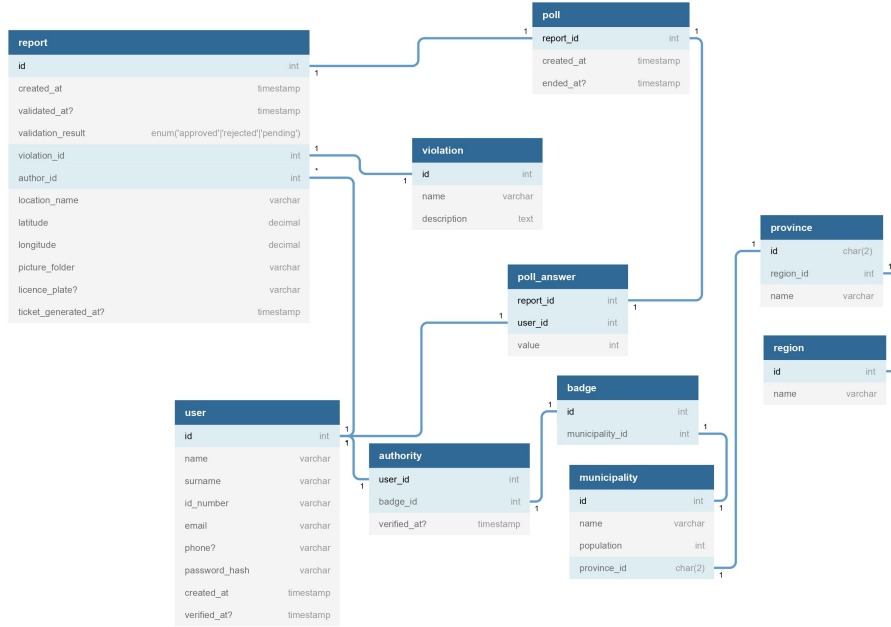 report
id int
created_at timestamp
validated_at? timestamp
validation_result enum('approved'|'rejected'|'pending')
violation_id int
author_id int
location_name varchar
latitude decimal
longitude decimal
picture_folder varchar
licence_plate? varchar
ticket_generated_at? timestamp
1
1
*
poll
report_id int
created_at timestamp
ended_at? timestamp
1
1
violation
id int
name varchar
description text
1
poll_answer
report_id int
user_id int
value int
1
1
province
id char(2)
region_id int
name varchar
1
1
region
id int
name varchar
user
id int
name varchar
surname varchar
id_number varchar
email varchar
phone? varchar
password_hash varchar
created_at timestamp
verified_at? timestamp
1
1
authority
user_id int
badge_id int
verified_at? timestamp
1
1
badge
id int
municipality_id int
1
1
municipality
id int
name varchar
population int
province_id char(2)
1
1